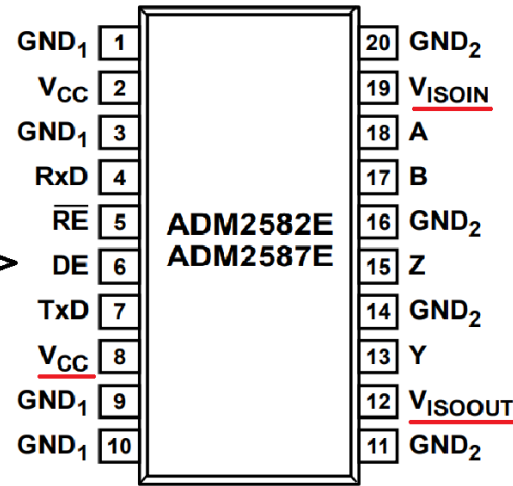 GND1 1 20 GND2
VCC 2 19 VISOIN
GND1 3 18 A
RxD 4 17 B
RE 5 ADM2582E 16 GND2
DE 6 ADM2587E 15 Z
TxD 7 14 GND2
VCC 8 13 Y
GND1 9 12 VISOOUT
GND1 10 11 GND2